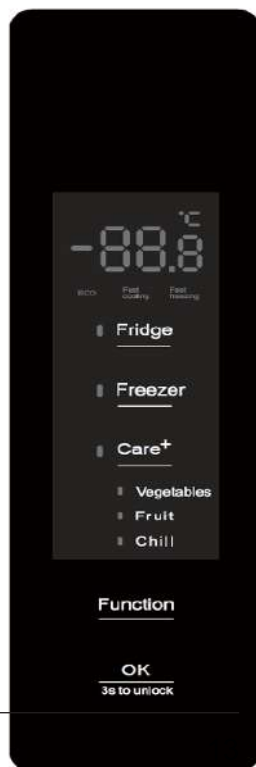 °C
-88.8
ECO Fast cooling Fast freezing
Fridge
Freezer
Care+
Vegetables
Fruit
Chill
Function
OK
3s to unlock